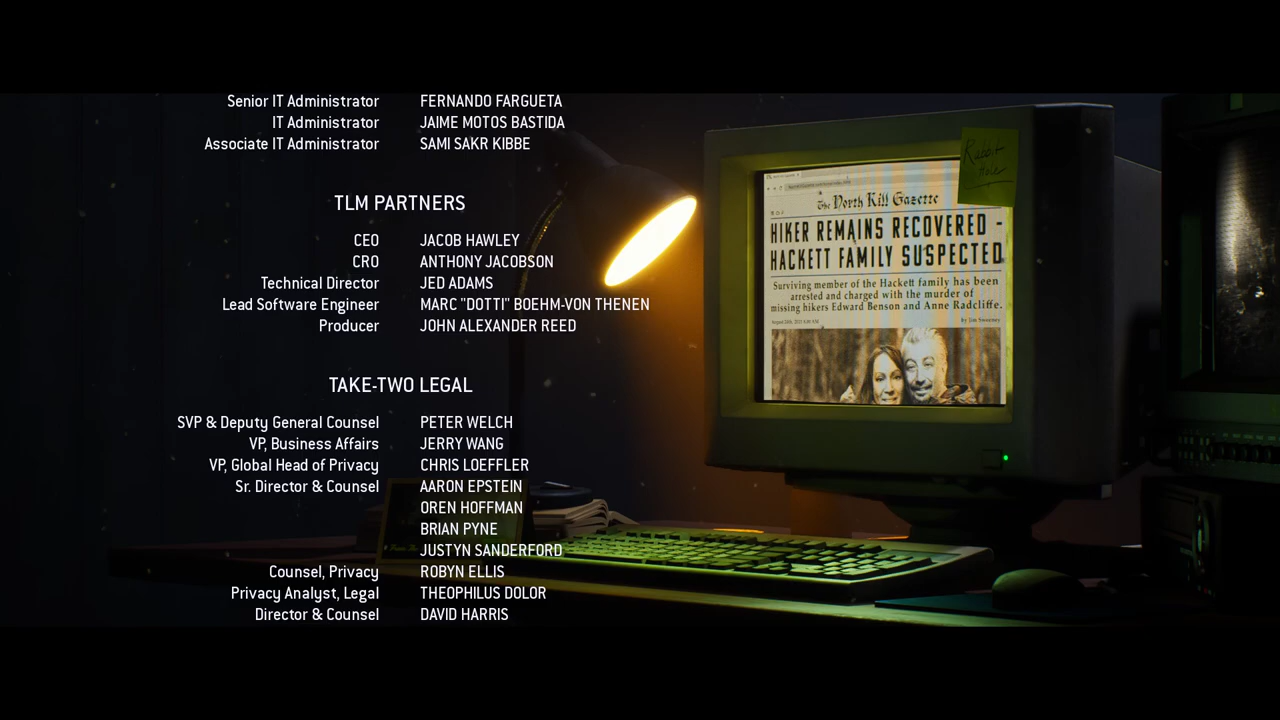 Senior IT Administrator FERNANDO FARGUETA
IT Administrator JAIME MOTOS BASTIDA
Associate IT Administrator SAMI SAKR KIBBE
TLM PARTNERS
CEO JACOB HAWLEY
CRO ANTHONY JACOBSON
Technical Director JED ADAMS
Lead Software Engineer MARC "DOTTI" BOEHM-VON THENEN
Producer JOHN ALEXANDER REED
TAKE-TWO LEGAL
SVP & Deputy General Counsel PETER WELCH
VP, Business Affairs JERRY WANG
VP, Global Head of Privacy CHRIS LOEFFLER
Sr. Director & Counsel AARON EPSTEIN
OREN HOFFMAN
BRIAN PYNE
JUSTYN SANDERFORD
Counsel, Privacy ROBYN ELLIS
Privacy Analyst, Legal THEOPHILUS DOLOR
Director & Counsel DAVID HARRIS
Rabbit
Hole
The North Kill Gazette
HIKER REMAINS RECOVERED -
HACKETT FAMILY SUSPECTED
Surviving member of the Hackett family has been
arrested and charged with the murder of
missing hikers Edward Benson and Anne Radcliffe.
By Jim Sweeney